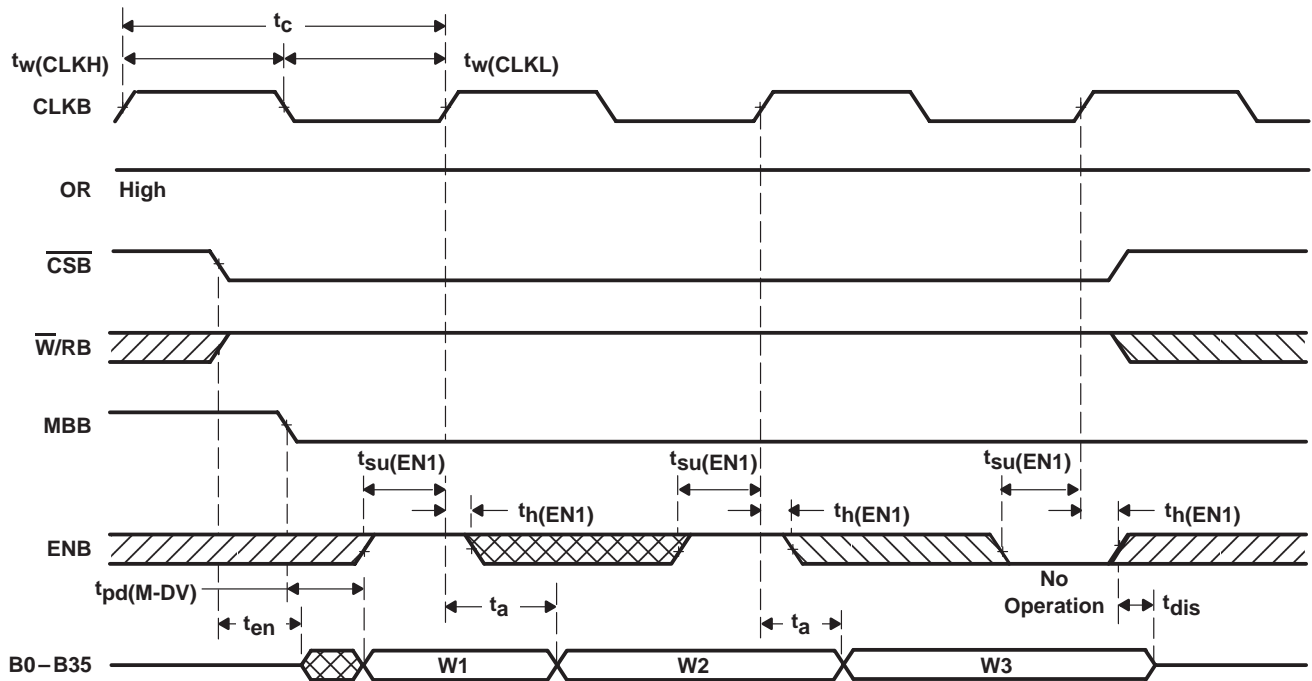 tc
tw(CLKH)
tw(CLKL)
CLKB
OR High
CSB
W/RB
MBB
tsu(EN1) tsu(EN1) tsu(EN1)
th(EN1) th(EN1) th(EN1)
ENB
No
Operation
tpd(M-DV)
ta
tdis
ten
ta
B0–B35 W1 W2 W3